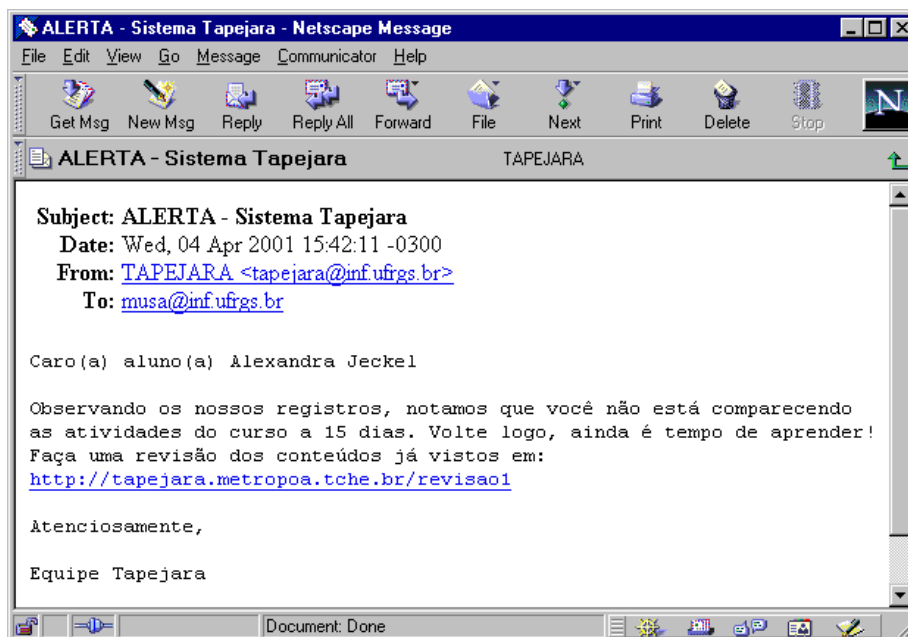 ALERTA - Sistema Tapejara - Netscape Message
File Edit View Go Message Communicator Help
Get Msg New Msg Reply Reply All Forward File Next Print Delete Stop
N
ALERTA - Sistema Tapejara TAPEJARA
Subject: ALERTA - Sistema Tapejara
Date: Wed, 04 Apr 2001 15:42:11 -0300
From: TAPEJARA <tapejara@inf.ufrgs.br>
To: musa@inf.ufrgs.br
Caro(a) aluno(a) Alexandra Jeckel
Observando os nossos registros, notamos que você não está comparecendo
as atividades do curso a 15 dias. Volte logo, ainda é tempo de aprender!
Faça uma revisão dos conteúdos já vistos em:
http://tapejara.metropoa.tche.br/revisao1
Atenciosamente,
Equipe Tapejara
Document: Done